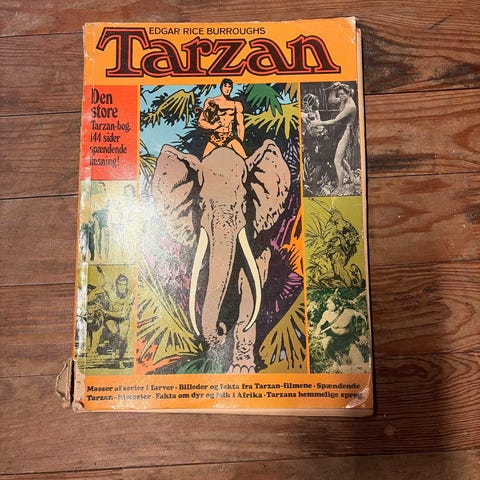 EDGAR RICE BURROUGHS
Tarzan
Den
store
Tarzan-bog.
144 sider
spændende
læsning!
Masser af serier i farver · Billeder og fakta fra Tarzan-filmene · Spændende
Tarzan-historier · Fakta om dyr og folk i Afrika · Tarzans hemmelige sprog